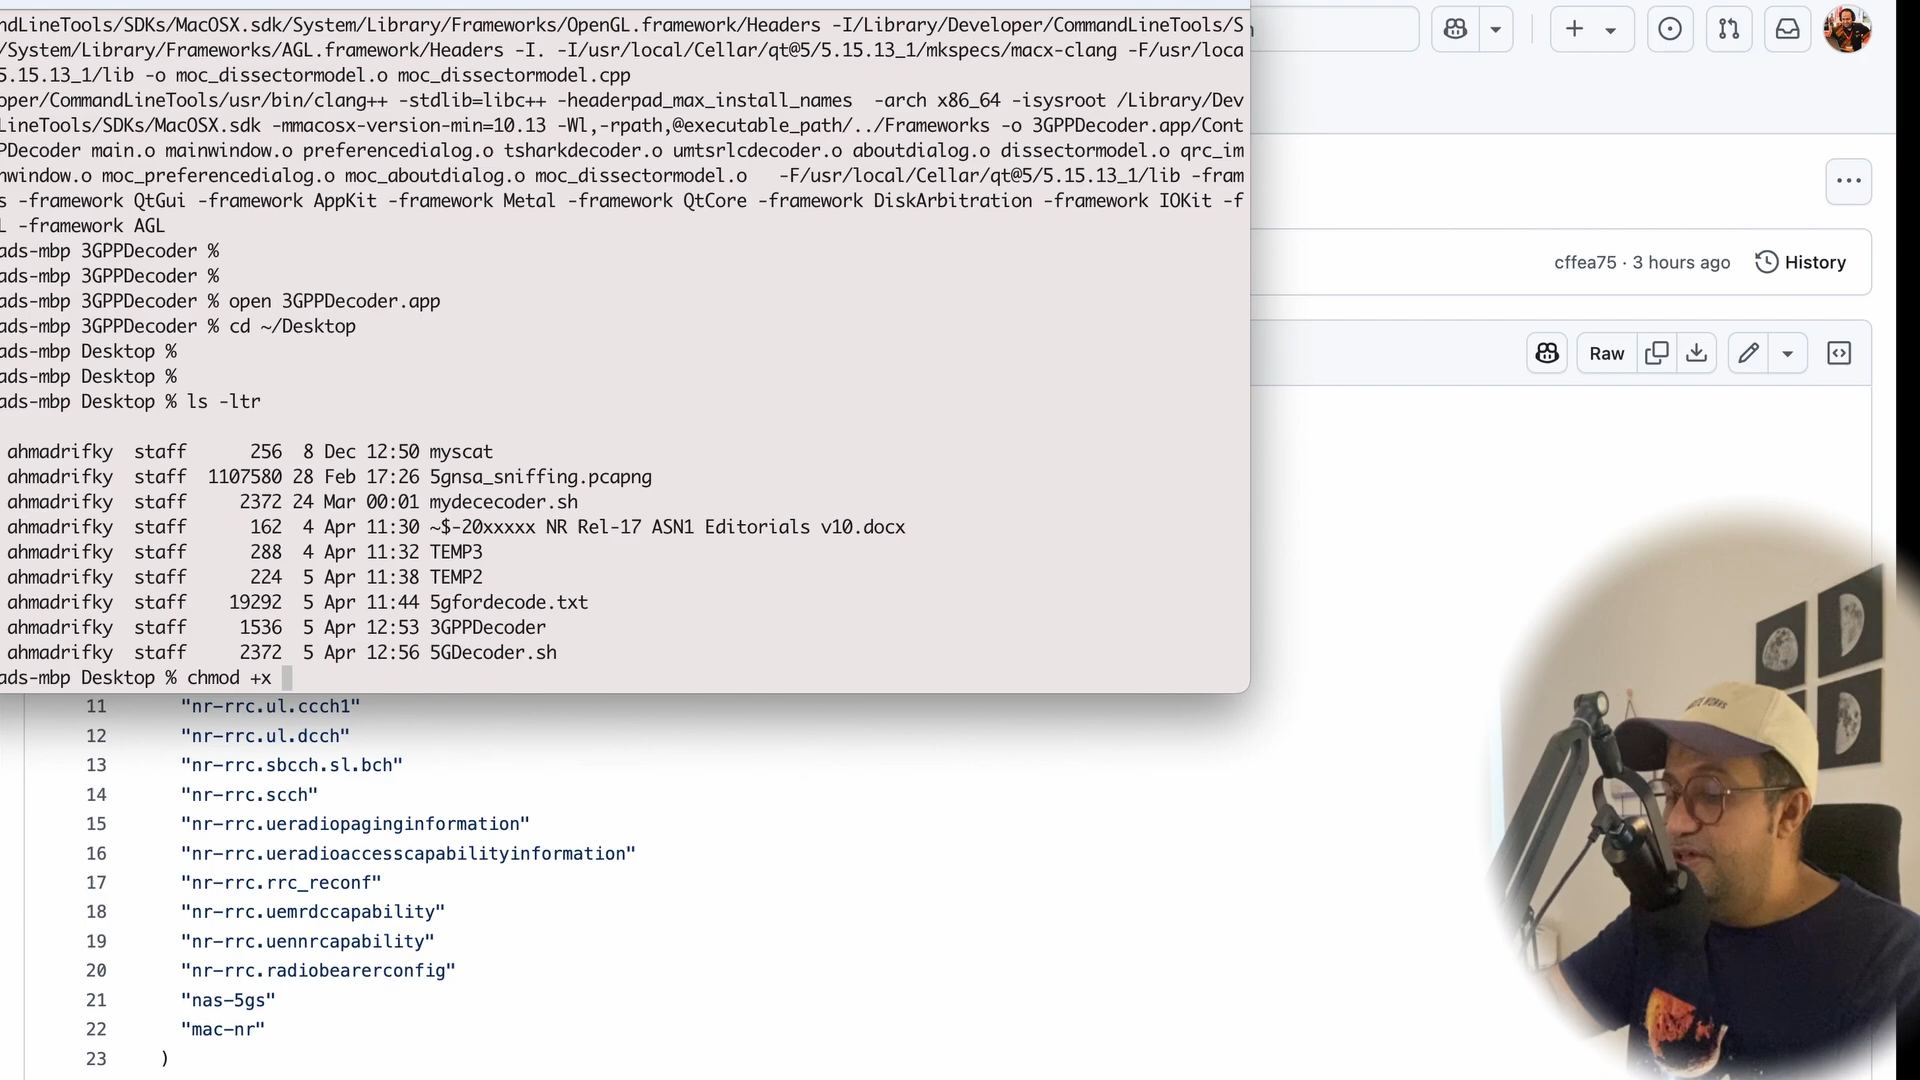 ndLineTools/SDKs/MacOSX.sdk/System/Library/Frameworks/OpenGL.framework/Headers -I/Library/Developer/CommandLineTools/S
/System/Library/Frameworks/AGL.framework/Headers -I. -I/usr/local/Cellar/qt@5/5.15.13_1/mkspecs/macx-clang -F/usr/loca
5.15.13_1/lib -o moc_dissectormodel.o moc_dissectormodel.cpp
oper/CommandLineTools/usr/bin/clang++ -stdlib=libc++ -headerpad_max_install_names  -arch x86_64 -isysroot /Library/Dev
LineTools/SDKs/MacOSX.sdk -mmacosx-version-min=10.13 -Wl,-rpath,@executable_path/../Frameworks -o 3GPPDecoder.app/Cont
PDecoder main.o mainwindow.o preferencedialog.o tsharkdecoder.o umtsrlcdecoder.o aboutdialog.o dissectormodel.o qrc_im
nwindow.o moc_preferencedialog.o moc_aboutdialog.o moc_dissectormodel.o   -F/usr/local/Cellar/qt@5/5.15.13_1/lib -fram
s -framework QtGui -framework AppKit -framework Metal -framework QtCore -framework DiskArbitration -framework IOKit -f
L -framework AGL
ads-mbp 3GPPDecoder %
ads-mbp 3GPPDecoder %
ads-mbp 3GPPDecoder % open 3GPPDecoder.app
ads-mbp 3GPPDecoder % cd ~/Desktop
ads-mbp Desktop %
ads-mbp Desktop %
ads-mbp Desktop % ls -ltr
ahmadrifky  staff      256  8 Dec 12:50 myscat
ahmadrifky  staff  1107580 28 Feb 17:26 5gnsa_sniffing.pcapng
ahmadrifky  staff     2372 24 Mar 00:01 mydececoder.sh
ahmadrifky  staff      162  4 Apr 11:30 ~$-20xxxxx NR Rel-17 ASN1 Editorials v10.docx
ahmadrifky  staff      288  4 Apr 11:32 TEMP3
ahmadrifky  staff      224  5 Apr 11:38 TEMP2
ahmadrifky  staff    19292  5 Apr 11:44 5gfordecode.txt
ahmadrifky  staff     1536  5 Apr 12:53 3GPPDecoder
ahmadrifky  staff     2372  5 Apr 12:56 5GDecoder.sh
ads-mbp Desktop % chmod +x
cffea75 · 3 hours ago History
Raw
11 "nr-rrc.ul.ccch1"
12 "nr-rrc.ul.dcch"
13 "nr-rrc.sbcch.sl.bch"
14 "nr-rrc.scch"
15 "nr-rrc.ueradiopaginginformation"
16 "nr-rrc.ueradioaccesscapabilityinformation"
17 "nr-rrc.rrc_reconf"
18 "nr-rrc.uemrdccapability"
19 "nr-rrc.uennrcapability"
20 "nr-rrc.radiobearerconfig"
21 "nas-5gs"
22 "mac-nr"
23 )